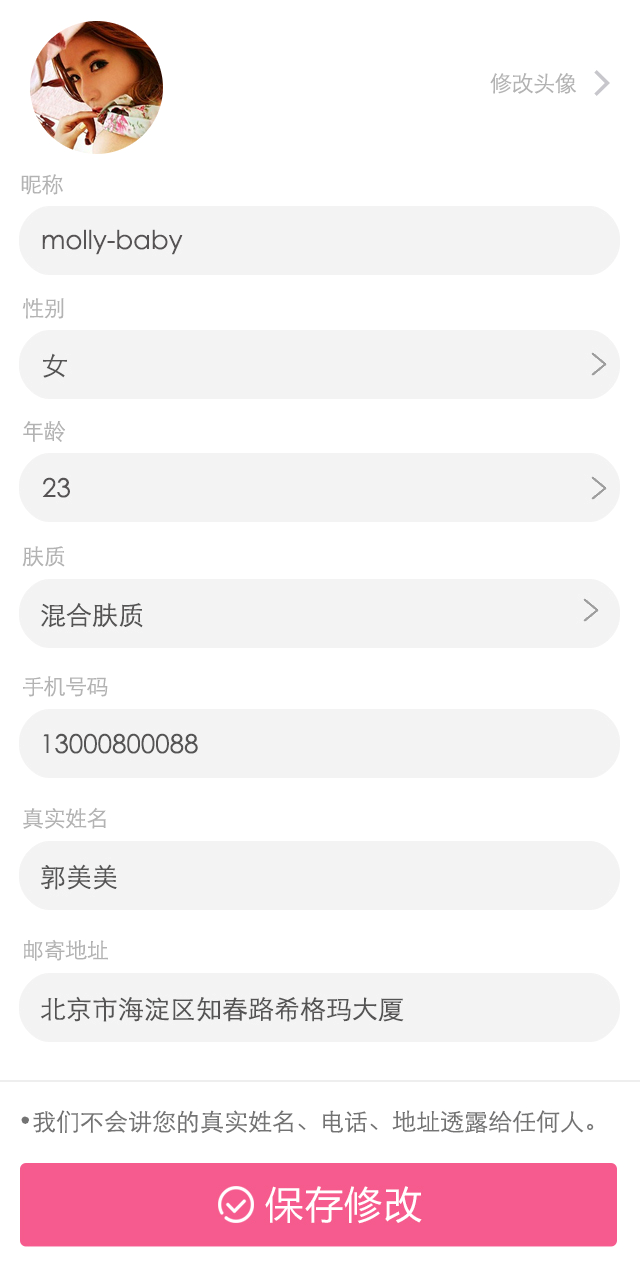 修改头像
昵称
molly-baby
性别
女
年龄
23
肤质
混合肤质
手机号码
13000800088
真实姓名
郭美美
邮寄地址
北京市海淀区知春路希格玛大厦
•我们不会讲您的真实姓名、电话、地址透露给任何人。
保存修改